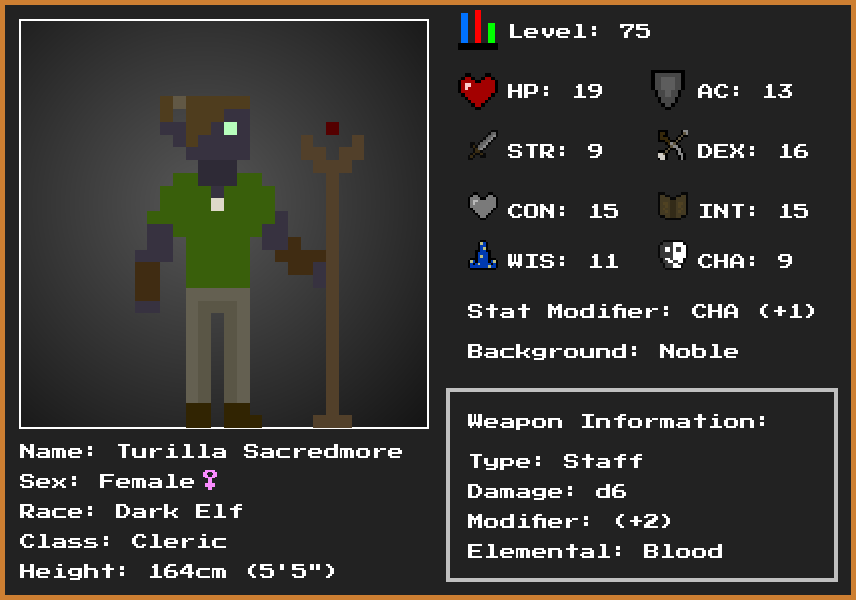 Level: 75
HP: 19
AC: 13
STR: 9
DEX: 16
CON: 15
INT: 15
WIS: 11
CHA: 9
Stat Modifier: CHA (+1)
Background: Noble
Weapon Information:
Type: Staff
Damage: d6
Modifier: (+2)
Elemental: Blood
Name: Turilla Sacredmore
Sex: Female♀
Race: Dark Elf
Class: Cleric
Height: 164cm (5'5")